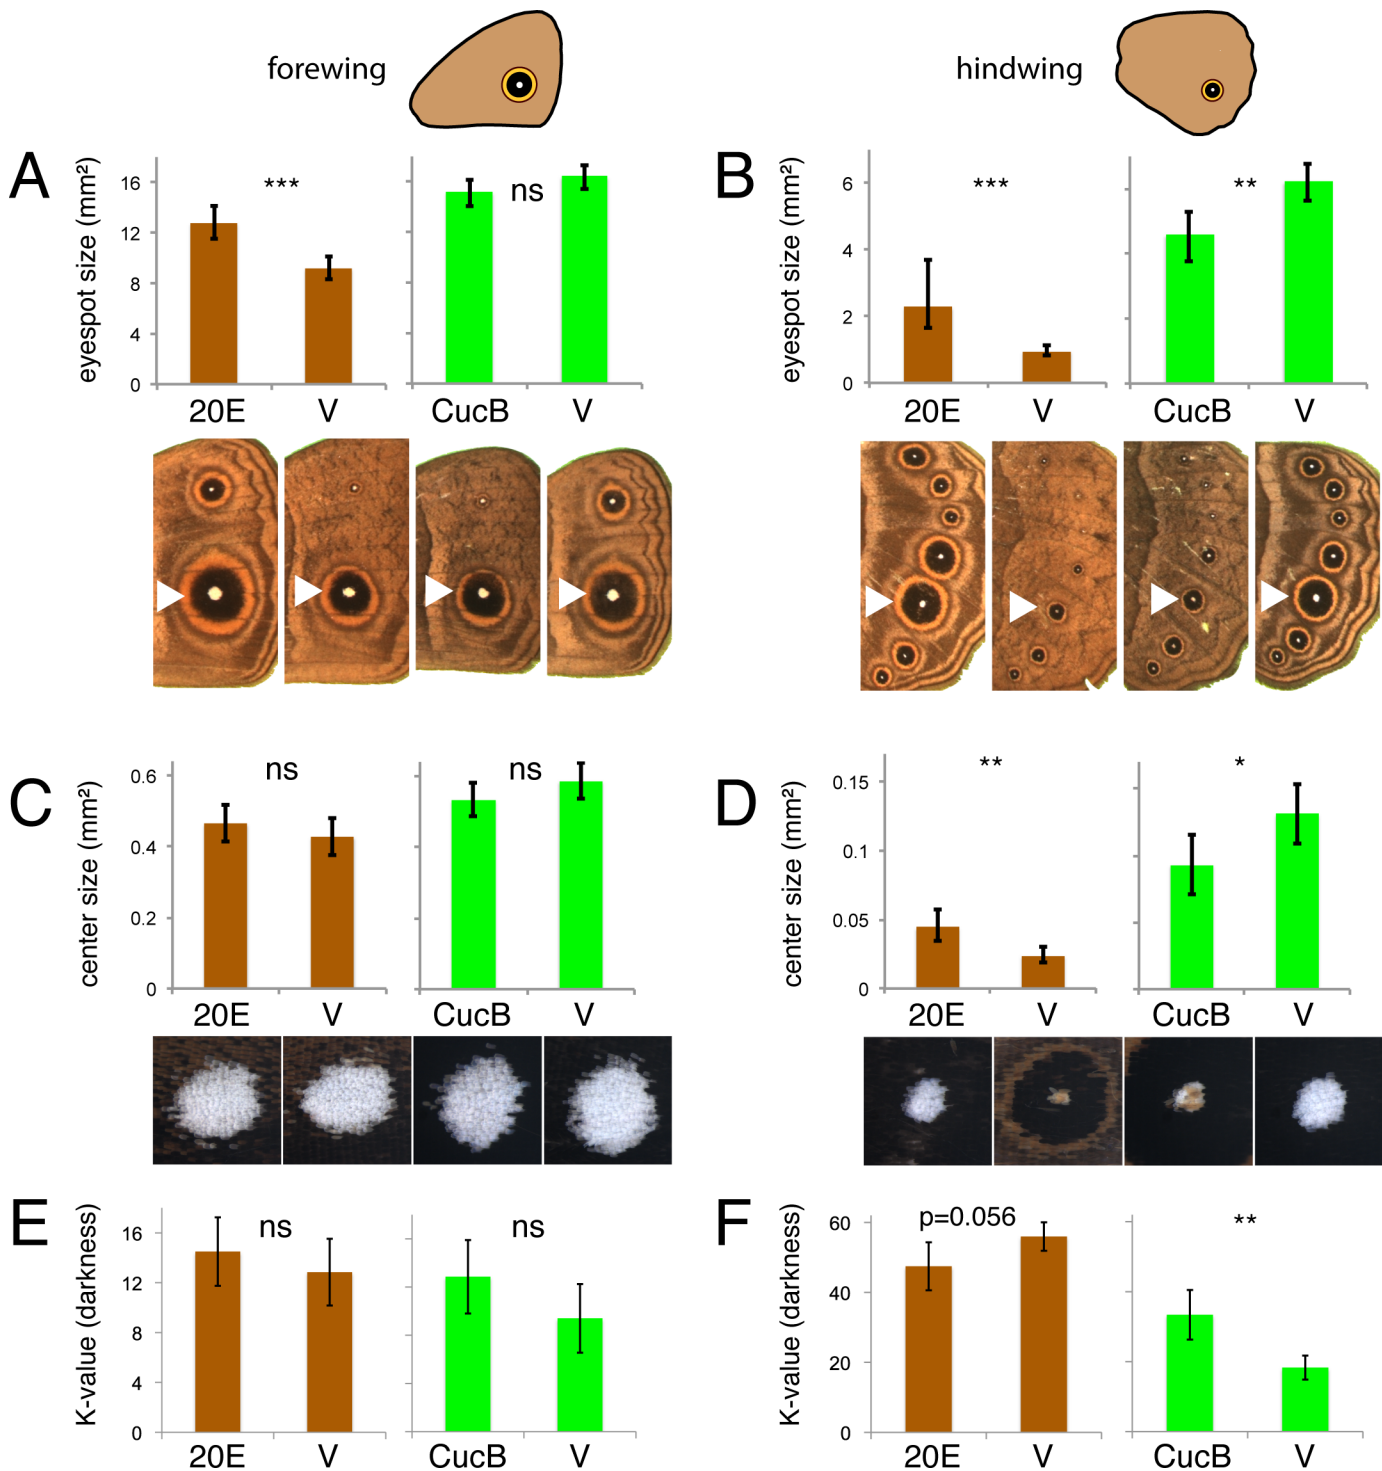 forewing
hindwing
A
eyespot size (mm²)
16
12
8
4
0
***
ns
20E
V
CucB
V
B
eyespot size (mm²)
6
4
2
0
***
**
20E
V
CucB
V
C
center size (mm²)
0.6
0.4
0.2
0
ns
ns
20E
V
CucB
V
D
center size (mm²)
0.15
0.1
0.05
0
**
*
20E
V
CucB
V
E
K-value (darkness)
16
12
8
4
0
ns
ns
20E
V
CucB
V
F
K-value (darkness)
60
40
20
0
p=0.056
**
20E
V
CucB
V